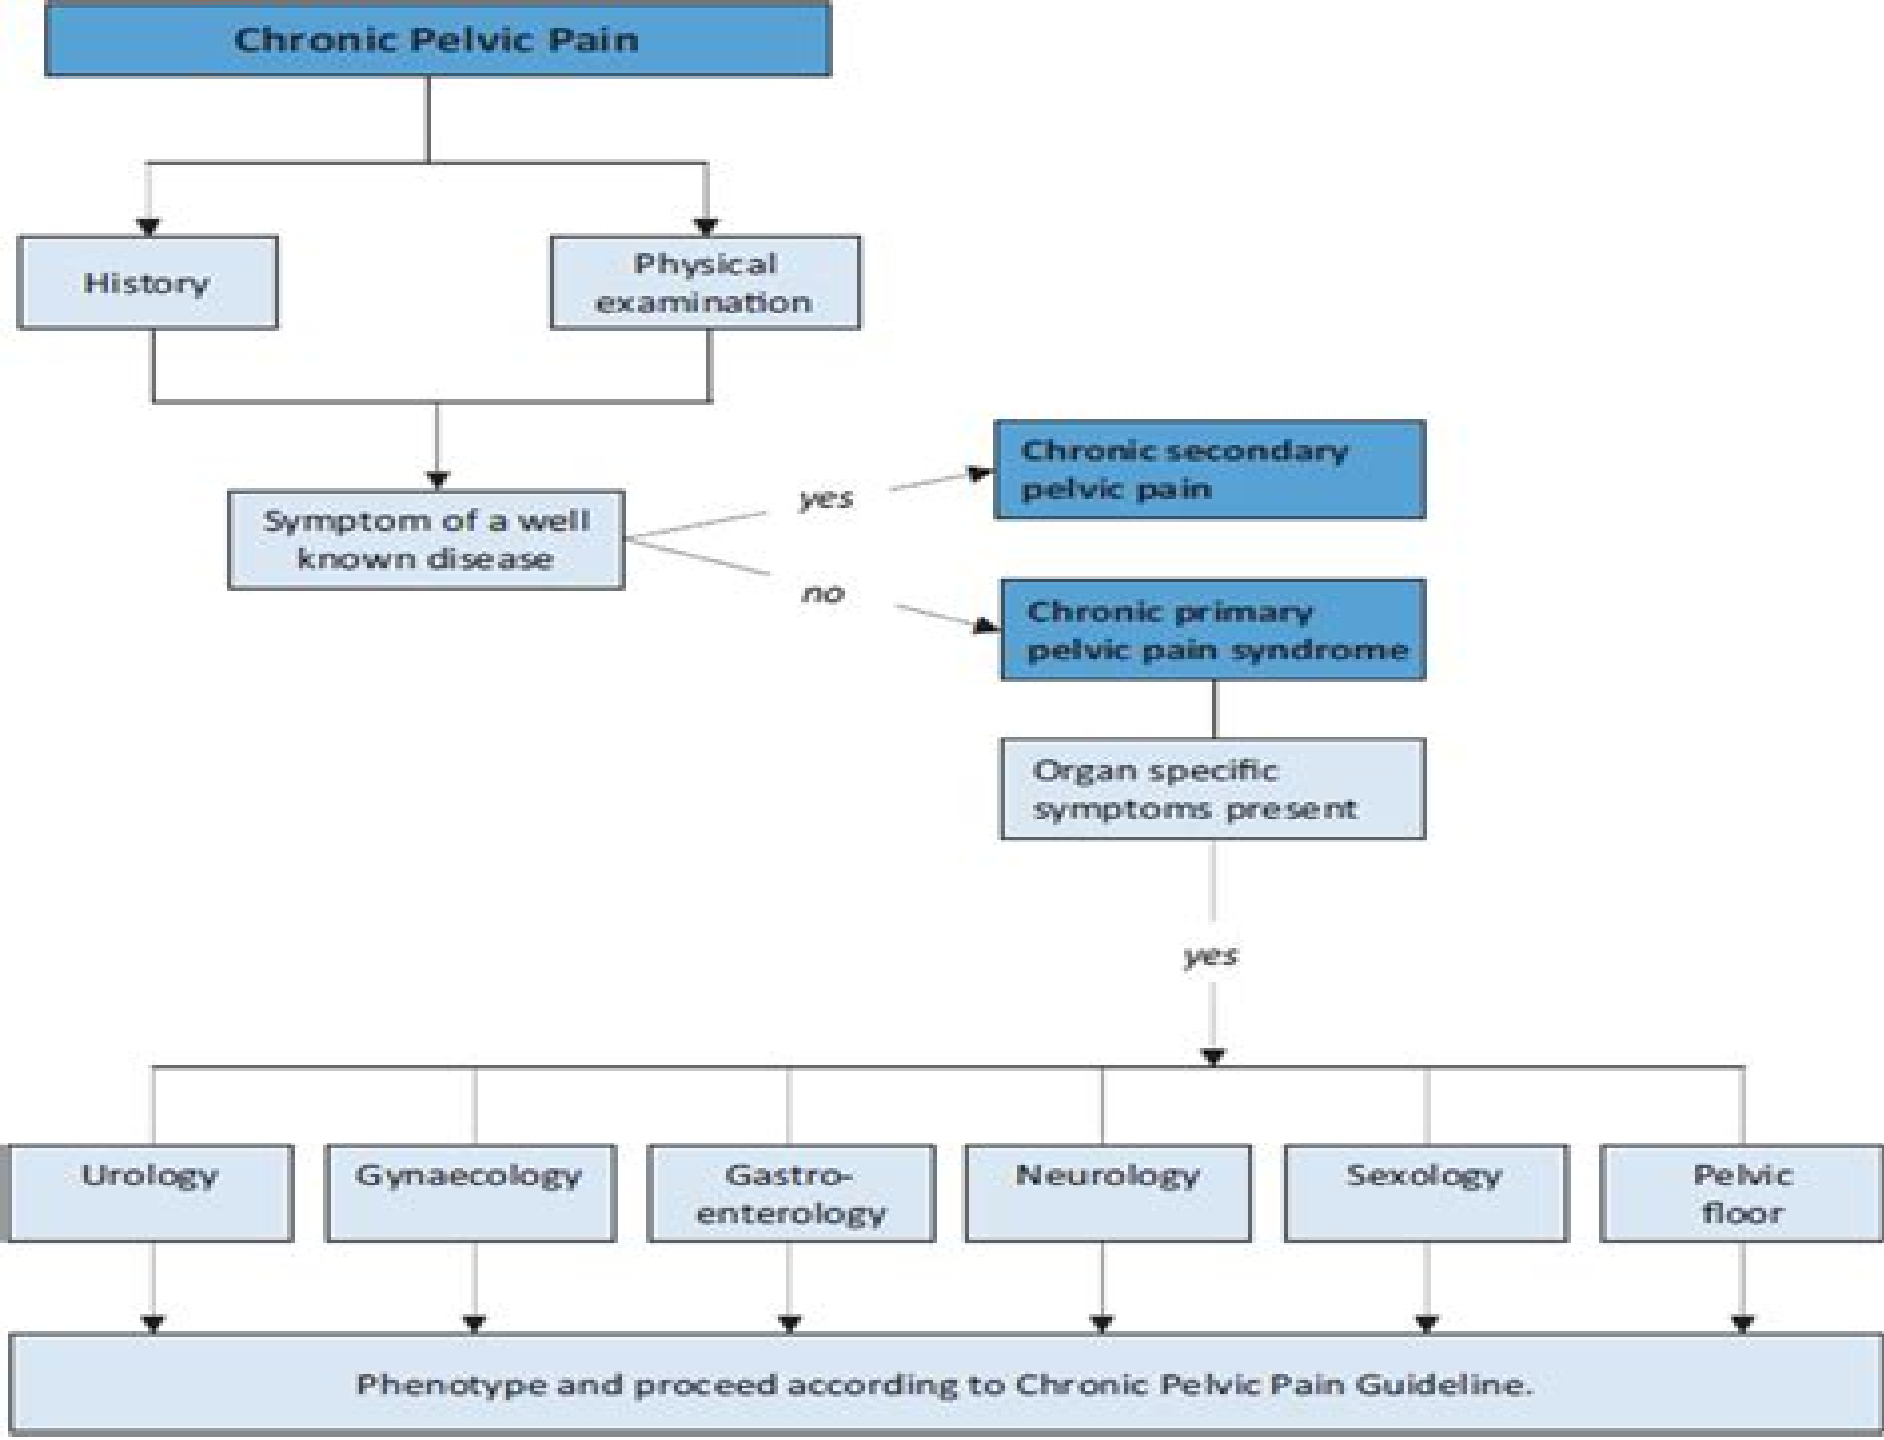 Chronic Pelvic Pain
History
Physical
examination
Symptom of a well
known disease
yes
no
Chronic secondary
pelvic pain
Chronic primary
pelvic pain syndrome
Organ specific
symptoms present
yes
Urology
Gynaecology
Gastro-
enterology
Neurology
Sexology
Pelvic
floor
Phenotype and proceed according to Chronic Pelvic Pain Guideline.